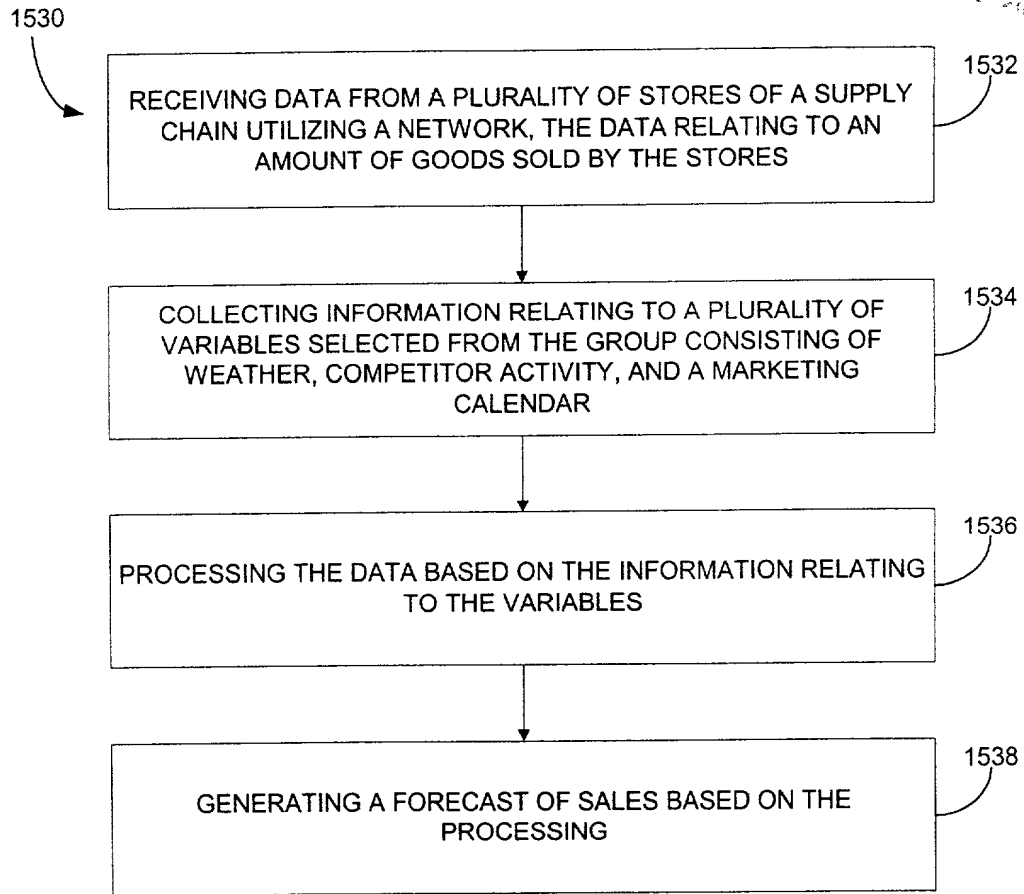 1530
1532
RECEIVING DATA FROM A PLURALITY OF STORES OF A SUPPLY
CHAIN UTILIZING A NETWORK, THE DATA RELATING TO AN
AMOUNT OF GOODS SOLD BY THE STORES
1534
COLLECTING INFORMATION RELATING TO A PLURALITY OF
VARIABLES SELECTED FROM THE GROUP CONSISTING OF
WEATHER, COMPETITOR ACTIVITY, AND A MARKETING
CALENDAR
1536
PROCESSING THE DATA BASED ON THE INFORMATION RELATING
TO THE VARIABLES
1538
GENERATING A FORECAST OF SALES BASED ON THE
PROCESSING